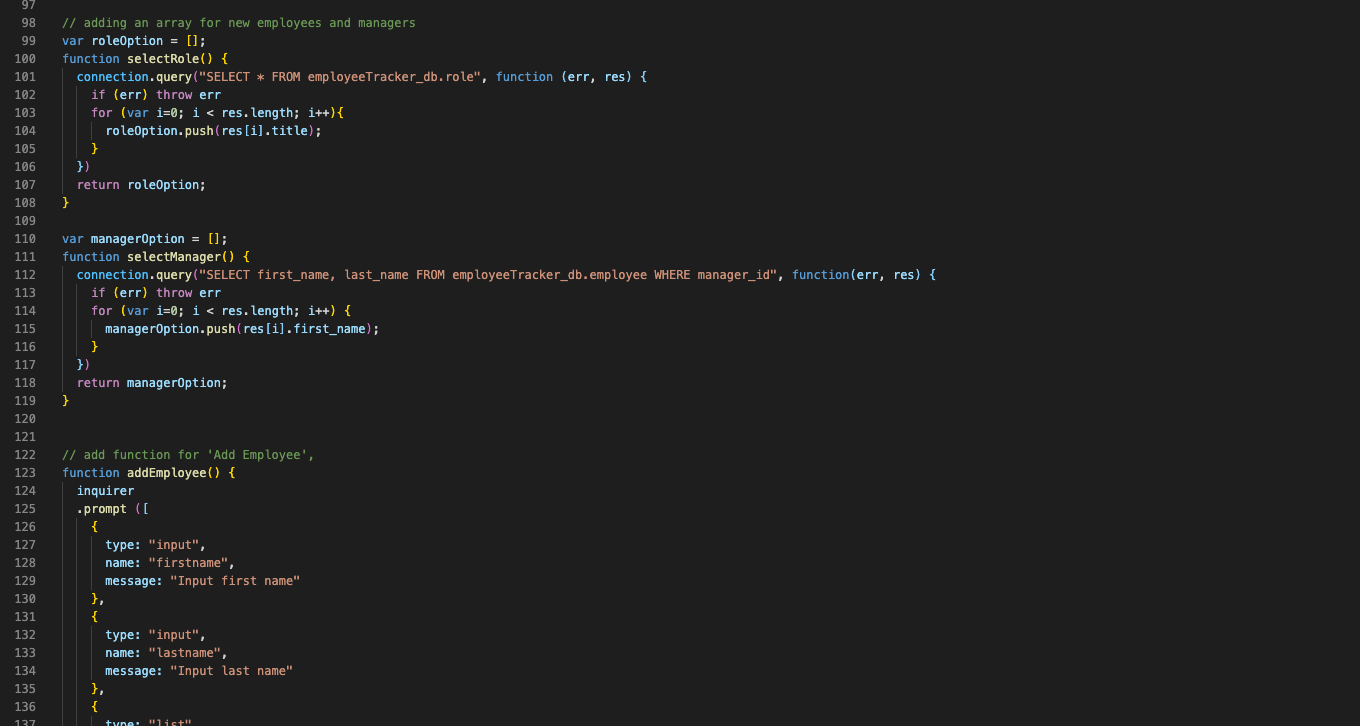 97
98 // adding an array for new employees and managers
99 var roleOption = [];
100 function selectRole() {
101 connection.query("SELECT * FROM employeeTracker_db.role", function (err, res) {
102 if (err) throw err
103 for (var i=0; i < res.length; i++){
104 roleOption.push(res[i].title);
105 }
106 })
107 return roleOption;
108 }
109
110 var managerOption = [];
111 function selectManager() {
112 connection.query("SELECT first_name, last_name FROM employeeTracker_db.employee WHERE manager_id", function(err, res) {
113 if (err) throw err
114 for (var i=0; i < res.length; i++) {
115 managerOption.push(res[i].first_name);
116 }
117 })
118 return managerOption;
119 }
120
121
122 // add function for 'Add Employee',
123 function addEmployee() {
124 inquirer
125 .prompt ([
126 {
127 type: "input",
128 name: "firstname",
129 message: "Input first name"
130 },
131 {
132 type: "input",
133 name: "lastname",
134 message: "Input last name"
135 },
136 {
137 type: "list"